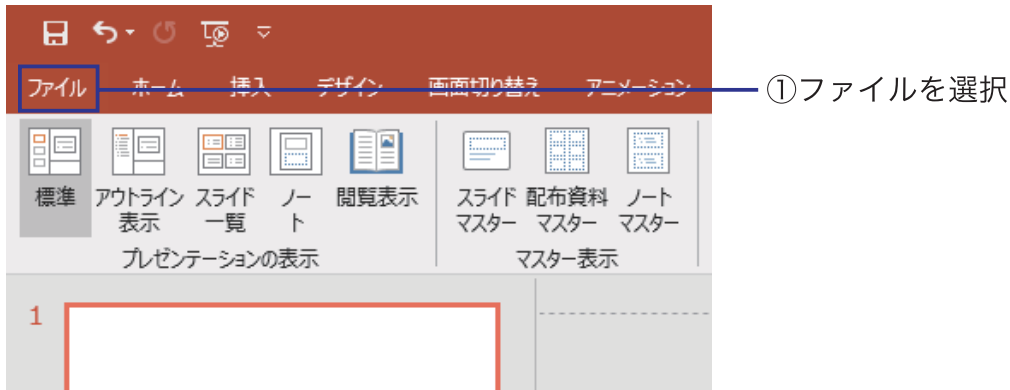 ファイル ホーム 挿入 デザイン 画面切り替え アニメーション
①ファイルを選択
標準 アウトライン スライド ノー 閲覧表示 スライド 配布資料 ノート
表示 一覧 ト マスター マスター マスター
プレゼンテーションの表示 マスター表示
1